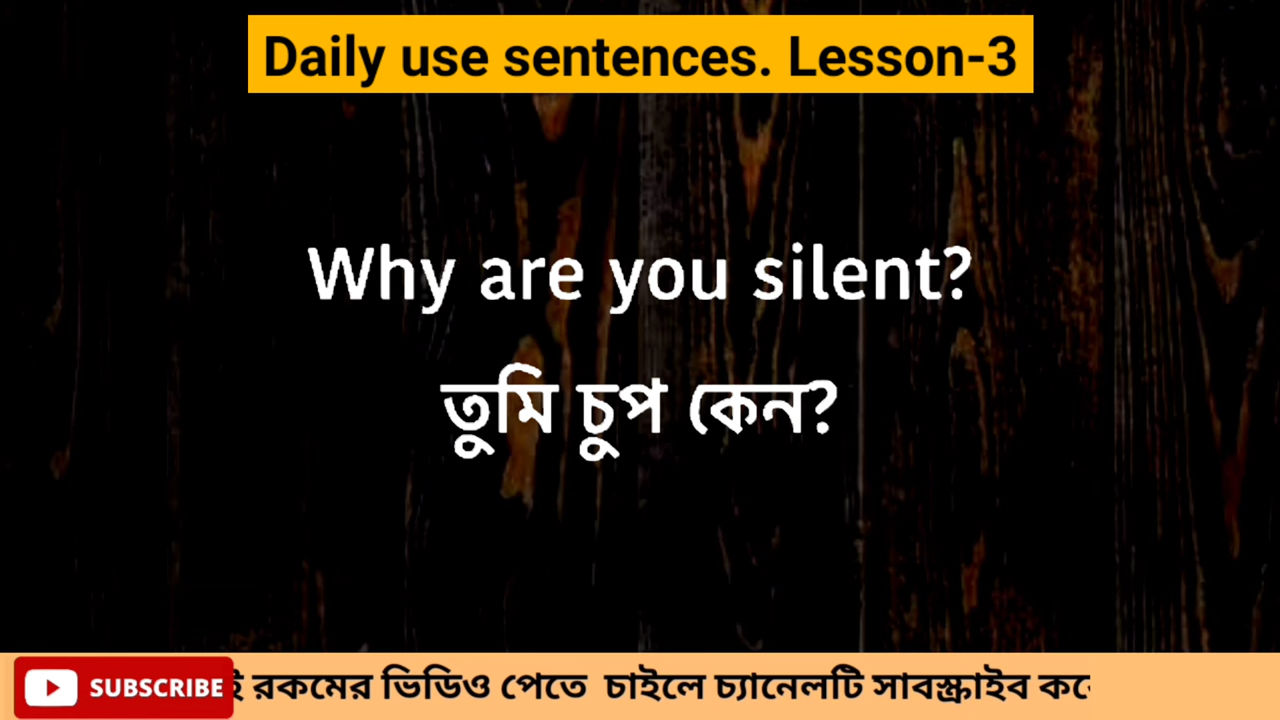 Daily use sentences. Lesson-3
Why are you silent?
তুমি চুপ কেন?
SUBSCRIBE রকমের ভিডিও পেতে চাইলে চ্যানেলটি সাবস্ক্রাইব